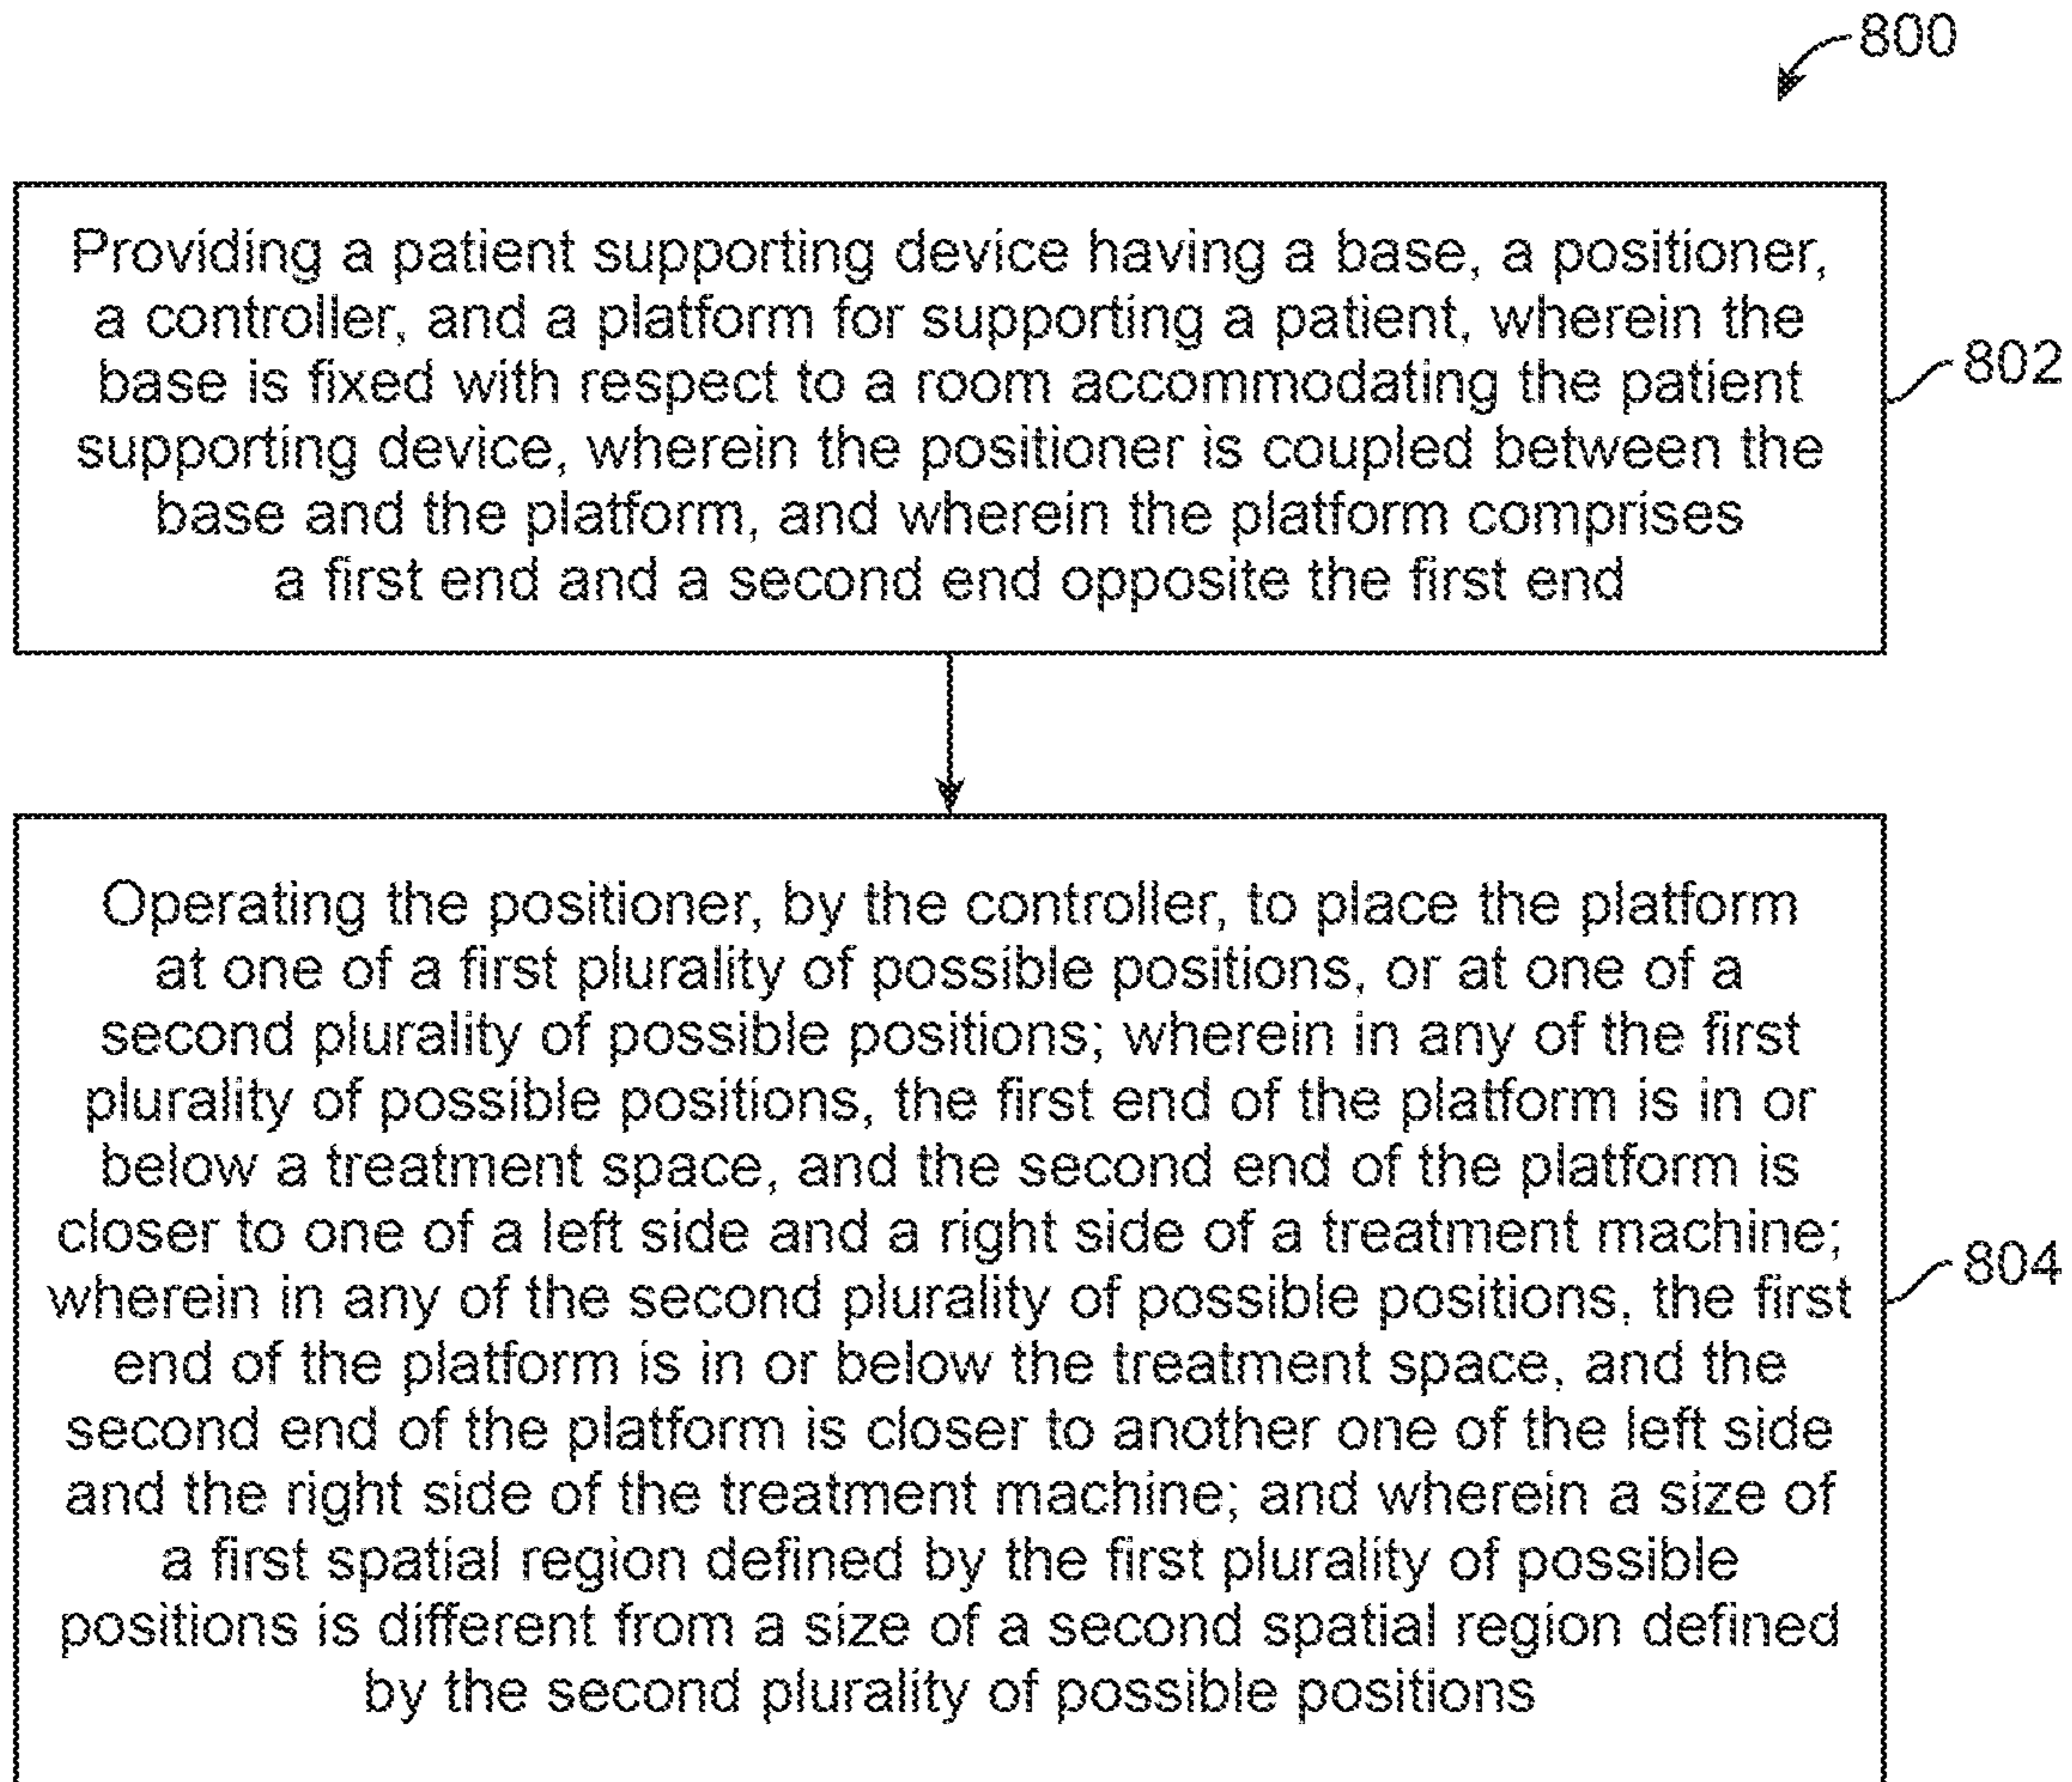 800
Providing a patient supporting device having a base, a positioner,
a controller, and a platform for supporting a patient, wherein the
base is fixed with respect to a room accommodating the patient
supporting device, wherein the positioner is coupled between the
base and the platform, and wherein the platform comprises
a first end and a second end opposite the first end
802
Operating the positioner, by the controller, to place the platform
at one of a first plurality of possible positions, or at one of a
second plurality of possible positions; wherein in any of the first
plurality of possible positions, the first end of the platform is in or
below a treatment space, and the second end of the platform is
closer to one of a left side and a right side of a treatment machine;
wherein in any of the second plurality of possible positions, the first
end of the platform is in or below the treatment space, and the
second end of the platform is closer to another one of the left side
and the right side of the treatment machine; and wherein a size of
a first spatial region defined by the first plurality of possible
positions is different from a size of a second spatial region defined
by the second plurality of possible positions
804